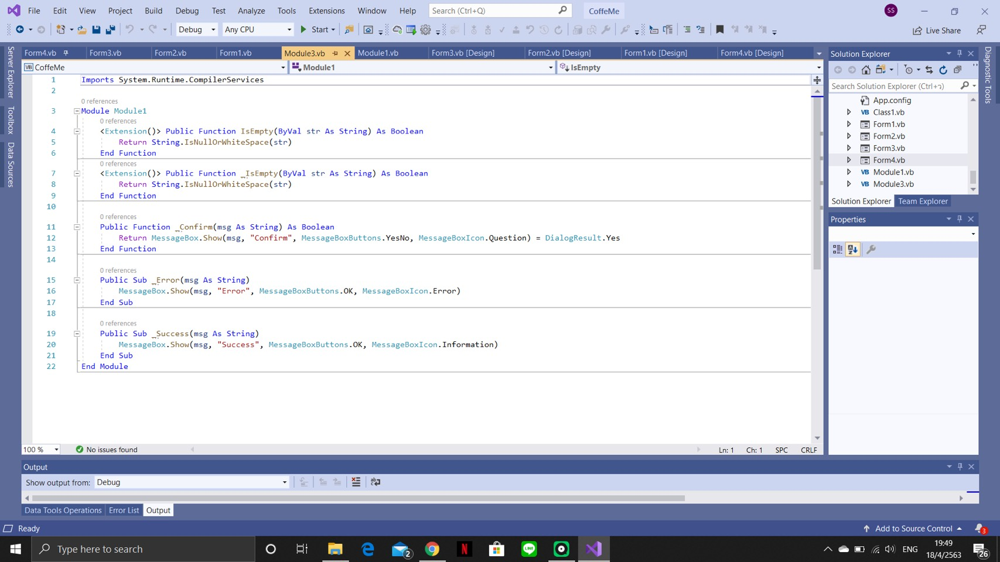 File Edit View Project Build Debug Test Analyze Tools Extensions Window Help Search (Ctrl+Q) CoffeMe SS
Debug Any CPU Start Live Share
Form4.vb Form3.vb Form2.vb Form1.vb Module3.vb Module1.vb Form3.vb [Design] Form2.vb [Design] Form1.vb [Design] Form4.vb [Design]
VB CoffeMe Module1 IsEmpty
Server Explorer
Toolbox
Data Sources
1 Imports System.Runtime.CompilerServices
2
0 references
3 Module Module1
0 references
4 <Extension()> Public Function IsEmpty(ByVal str As String) As Boolean
5 Return String.IsNullOrWhiteSpace(str)
6 End Function
0 references
7 <Extension()> Public Function _IsEmpty(ByVal str As String) As Boolean
8 Return String.IsNullOrWhiteSpace(str)
9 End Function
10
0 references
11 Public Function _Confirm(msg As String) As Boolean
12 Return MessageBox.Show(msg, "Confirm", MessageBoxButtons.YesNo, MessageBoxIcon.Question) = DialogResult.Yes
13 End Function
14
0 references
15 Public Sub _Error(msg As String)
16 MessageBox.Show(msg, "Error", MessageBoxButtons.OK, MessageBoxIcon.Error)
17 End Sub
18
0 references
19 Public Sub _Success(msg As String)
20 MessageBox.Show(msg, "Success", MessageBoxButtons.OK, MessageBoxIcon.Information)
21 End Sub
22 End Module
100 % No issues found Ln: 1 Ch: 1 SPC CRLF
Solution Explorer
Search Solution Explorer (Ctrl+ว)
App.config
VB Class1.vb
Form1.vb
Form2.vb
Form3.vb
Form4.vb
VB Module1.vb
VB Module3.vb
Solution Explorer Team Explorer
Properties
Diagnostic Tools
Output
Show output from: Debug
Data Tools Operations Error List Output
Ready Add to Source Control 3
Type here to search 2 N LINE ENG 19:49
18/4/2563 26